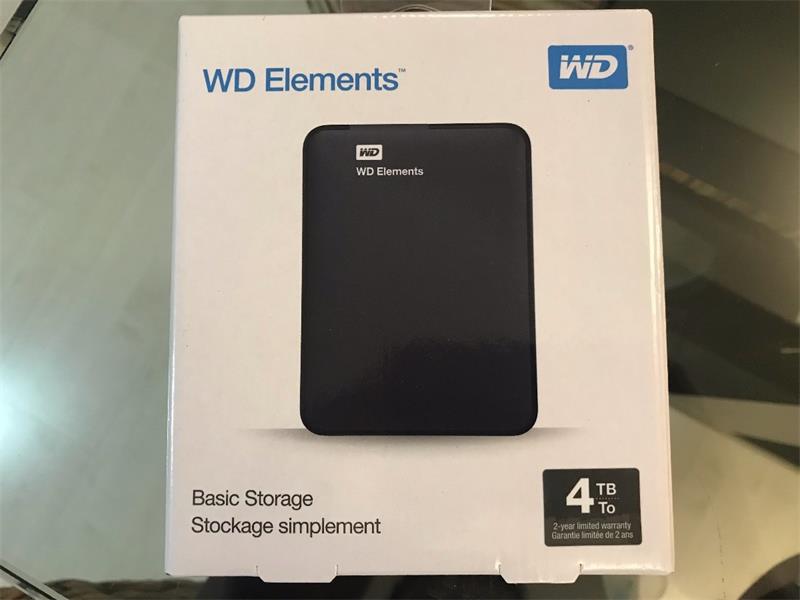 WD Elements™
WD®
WD
WD Elements
Basic Storage
Stockage simplement
4 TB
To
2-year limited warranty
Garantie limitée de 2 ans